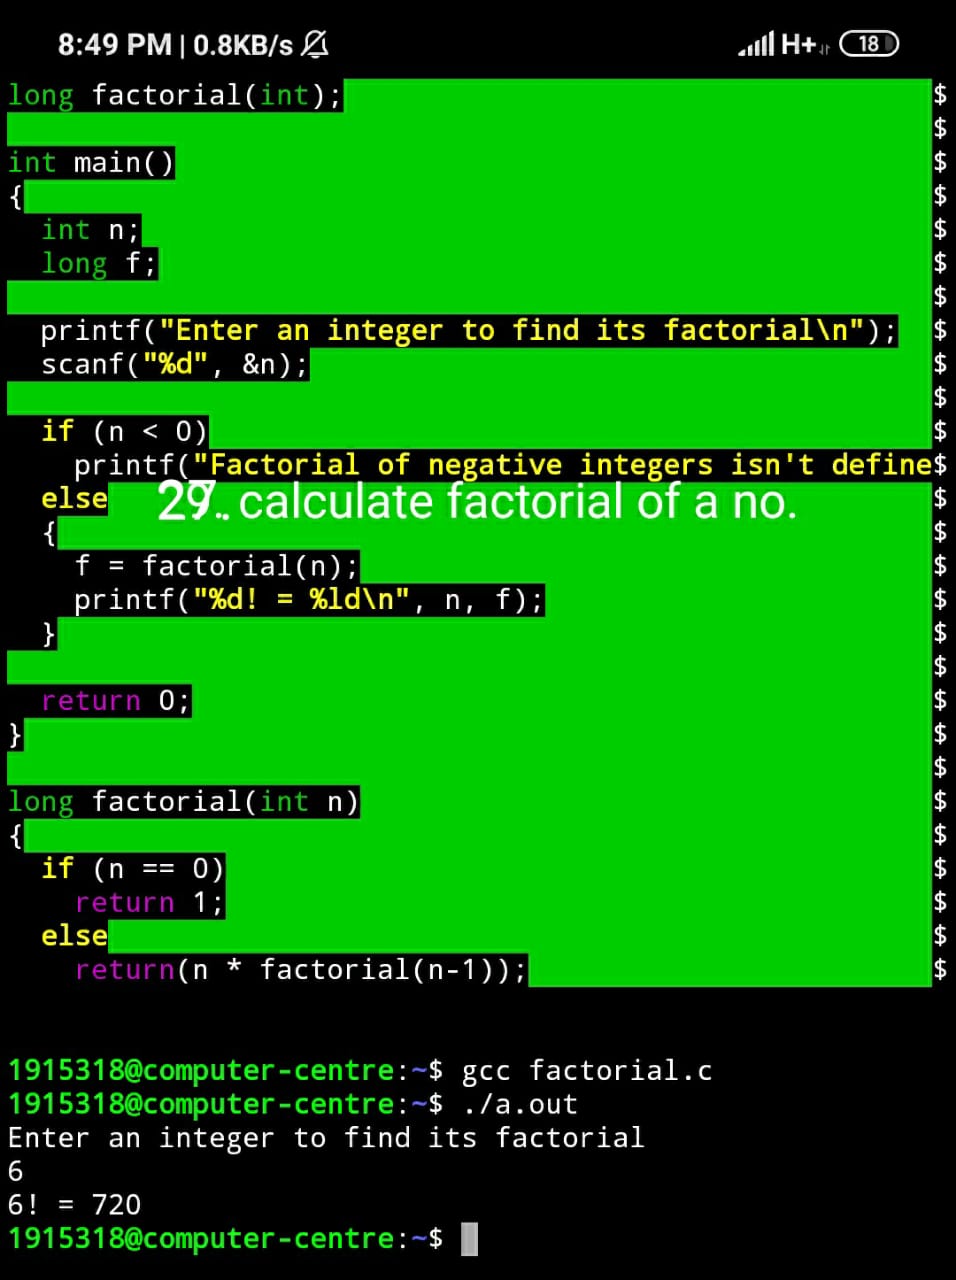 8:49 PM | 0.8KB/s H+ 18
long factorial(int); $
$
int main() $
{ $
int n; $
long f; $
$
printf("Enter an integer to find its factorial\n"); $
scanf("%d", &n); $
$
if (n < 0) $
printf("Factorial of negative integers isn't define$
else $
calculate factorial of a no.
{ $
f = factorial(n); $
printf("%d! = %ld\n", n, f); $
} $
$
return 0; $
} $
$
long factorial(int n) $
{ $
if (n == 0) $
return 1; $
else $
return(n * factorial(n-1)); $
1915318@computer-centre:~$ gcc factorial.c
1915318@computer-centre:~$ ./a.out
Enter an integer to find its factorial
6
6! = 720
1915318@computer-centre:~$